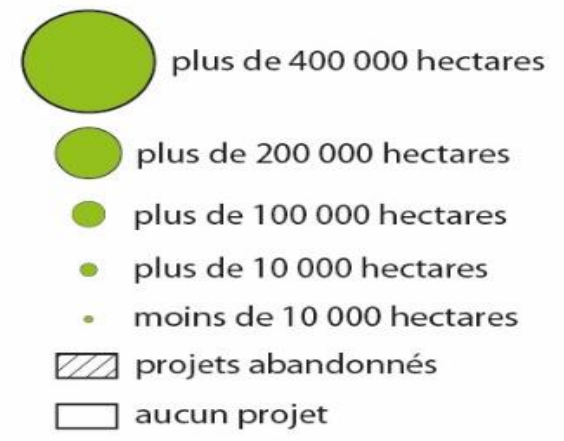 plus de 400 000 hectares
plus de 200 000 hectares
plus de 100 000 hectares
plus de 10 000 hectares
moins de 10 000 hectares
projets abandonnés
aucun projet